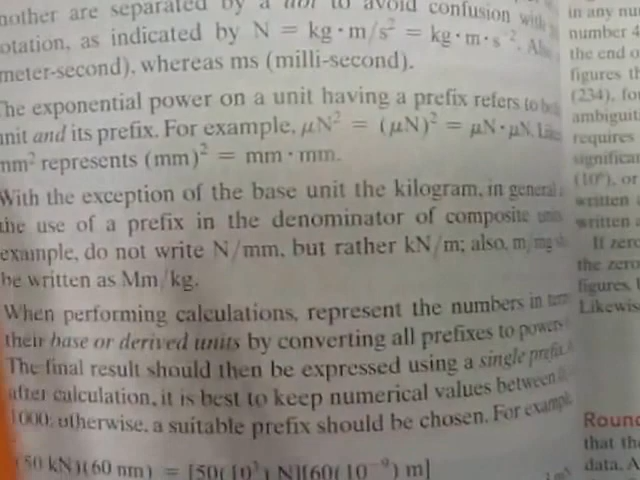 nother are separated by a dot to avoid confusion with
otation, as indicated by N = kg · m/s² = kg · m · s⁻². Al
meter-second), whereas ms (milli-second).
The exponential power on a unit having a prefix refers to both
unit and its prefix. For example, μN² = (μN)² = μN · μN. Like
mm² represents (mm)² = mm · mm.
With the exception of the base unit the kilogram, in general
the use of a prefix in the denominator of composite units
example, do not write N/mm, but rather kN/m; also, m/mg sh
be written as Mm/kg.
When performing calculations, represent the numbers in terms
their base or derived units by converting all prefixes to powers
The final result should then be expressed using a single prefix.
after calculation, it is best to keep numerical values between
1000; otherwise, a suitable prefix should be chosen. For example
(50 kN)(60 nm) = [50(10³) N][60(10⁻⁹) m]
in any nu
number 4
the end o
figures th
(234), fo
ambiguiti
requires
significan
(10⁶), or
written
written a
If zero
the zero
figures,
Likewis
Round
that th
data. A